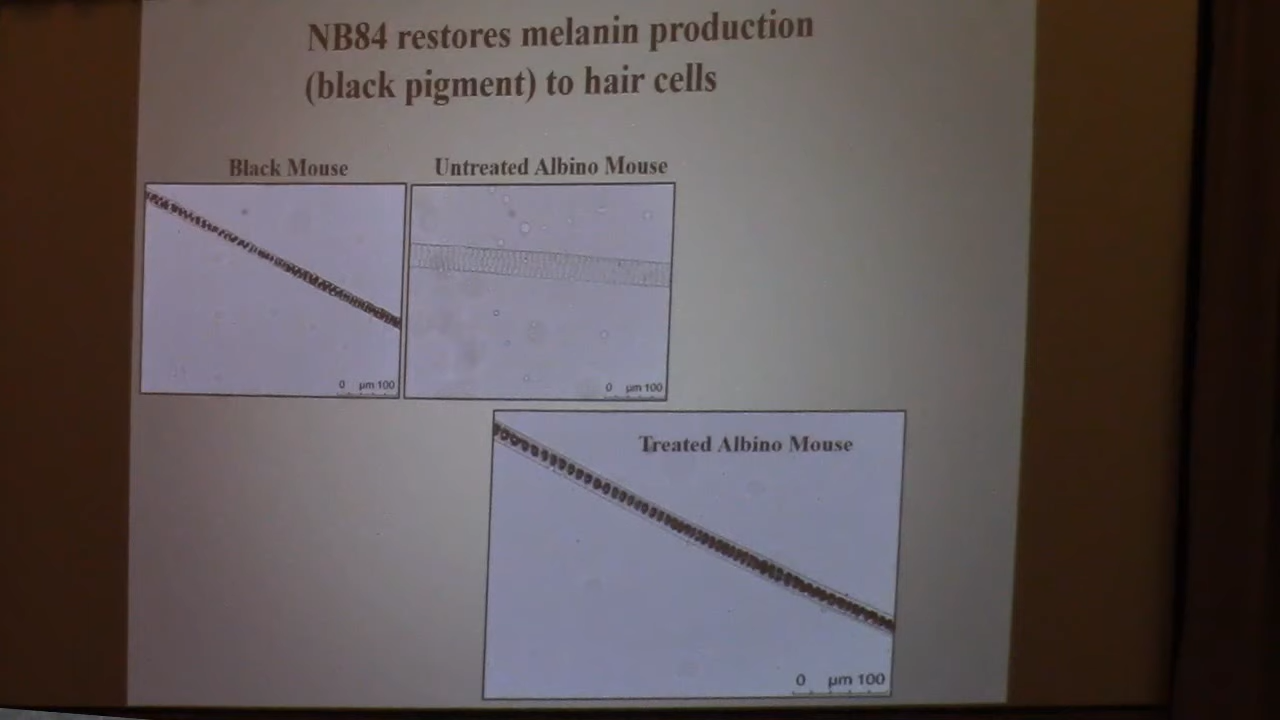 NB84 restores melanin production
(black pigment) to hair cells
Black Mouse
Untreated Albino Mouse
0 µm 100
0 µm 100
Treated Albino Mouse
0 µm 100